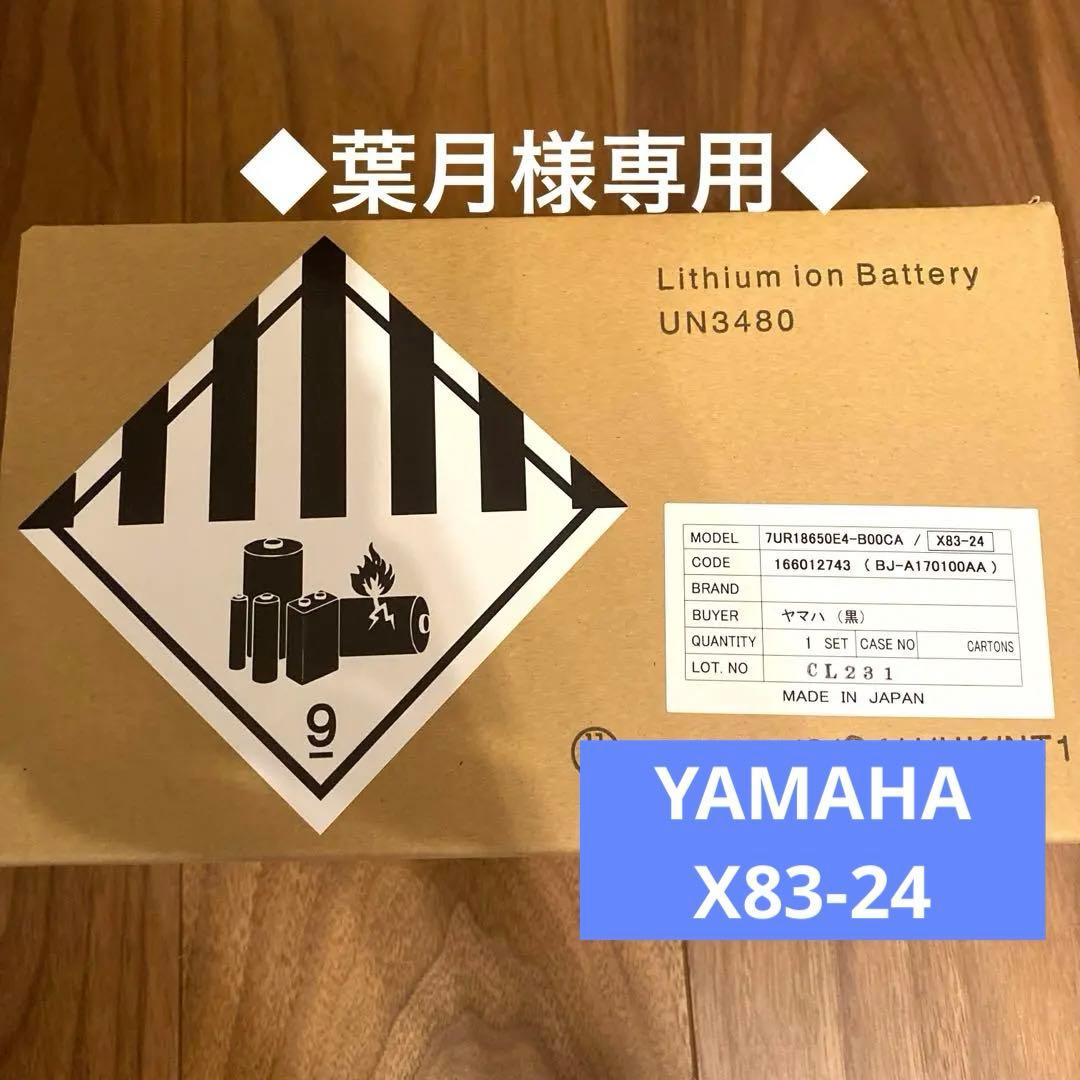 ◆葉月様専用◆
Lithium ion Battery
UN3480
MODEL 7UR18650E4-B00CA / X83-24
CODE 166012743 ( BJ-A170100AA )
BRAND
BUYER ヤマハ (黒)
QUANTITY 1 SET CASE NO CARTONS
LOT. NO CL231
MADE IN JAPAN
9
YAMAHA
X83-24